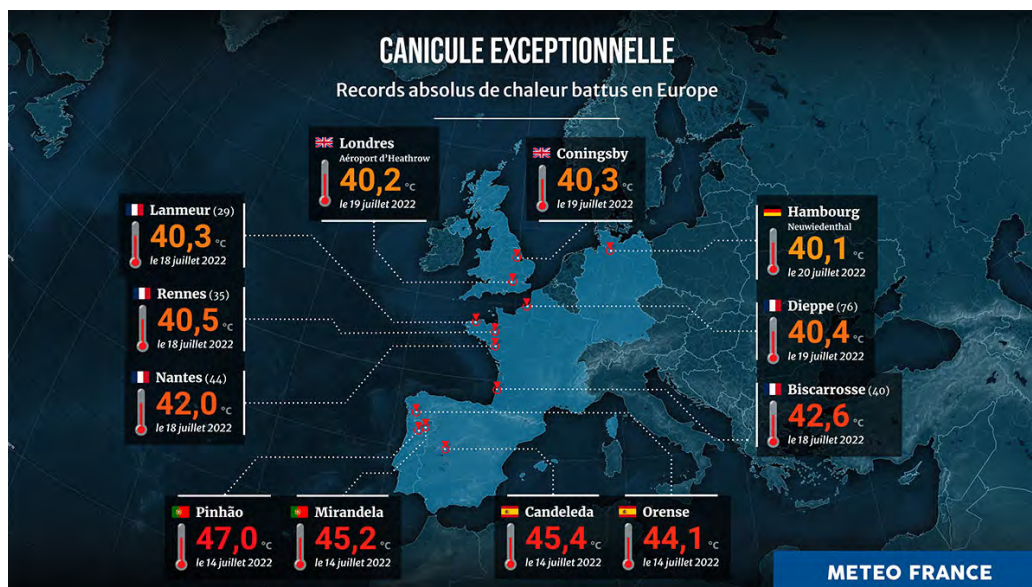 CANICULE EXCEPTIONNELLE
Records absolus de chaleur battus en Europe
Londres
Aéroport d'Heathrow
40,2 °C
le 19 juillet 2022
Coningsby
40,3 °C
le 19 juillet 2022
Lanmeur (29)
40,3 °C
le 18 juillet 2022
Rennes (35)
40,5 °C
le 18 juillet 2022
Nantes (44)
42,0 °C
le 18 juillet 2022
Hambourg
Neuwiedenthal
40,1 °C
le 20 juillet 2022
Dieppe (76)
40,4 °C
le 19 juillet 2022
Biscarrosse (40)
42,6 °C
le 18 juillet 2022
Pinhão
47,0 °C
le 14 juillet 2022
Mirandela
45,2 °C
le 14 juillet 2022
Candeleda
45,4 °C
le 14 juillet 2022
Orense
44,1 °C
le 14 juillet 2022
METEO FRANCE